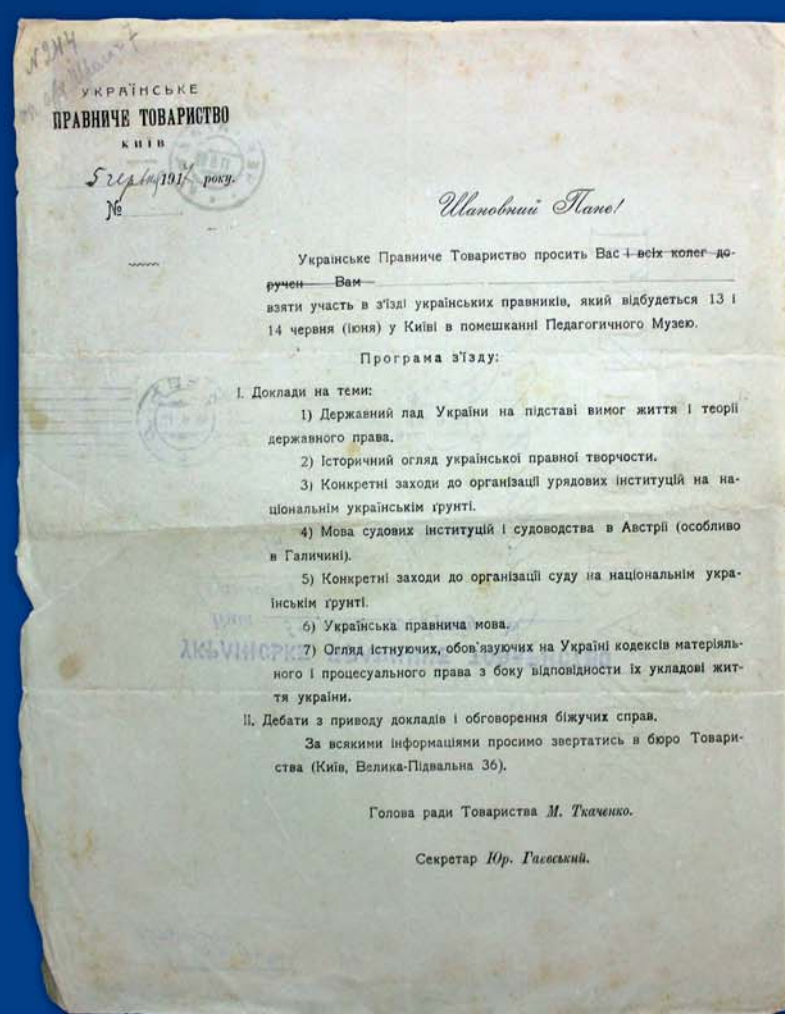 № 244
УКРАЇНСЬКЕ
ПРАВНИЧЕ ТОВАРИСТВО
КИЇВ
5 червня 1917 року.
№
Шановний Пане!
Українське Правниче Товариство просить Вас і всіх колег до-
ручен Вам
взяти участь в з'їзді українських правників, який відбудеться 13 і
14 червня (іюня) у Київі в помешканні Педагогичного Музею.
Програма з'їзду:
I. Доклади на теми:
1) Державний лад України на підставі вимог життя і теорії
державного права.
2) Історичний огляд української правної творчости.
3) Конкретні заходи до організації урядових інституцій на на-
ціональнім українськім ґрунті.
4) Мова судових інституцій і судоводства в Австрії (особливо
в Галичині).
5) Конкретні заходи до організації суду на національнім укра-
їнськім ґрунті.
6) Українська правнича мова.
7) Огляд істнуючих, обов'язуючих на Україні кодексів матеріяль-
ного і процесуального права з боку відповідности їх укладові жит-
тя україни.
II. Дебати з приводу докладів і обговорення біжучих справ.
За всякими інформаціями просимо звертатись в бюро Товари-
ства (Київ, Велика-Підвальна 36).
Голова ради Товариства М. Ткаченко.
Секретар Юр. Гаєвський.